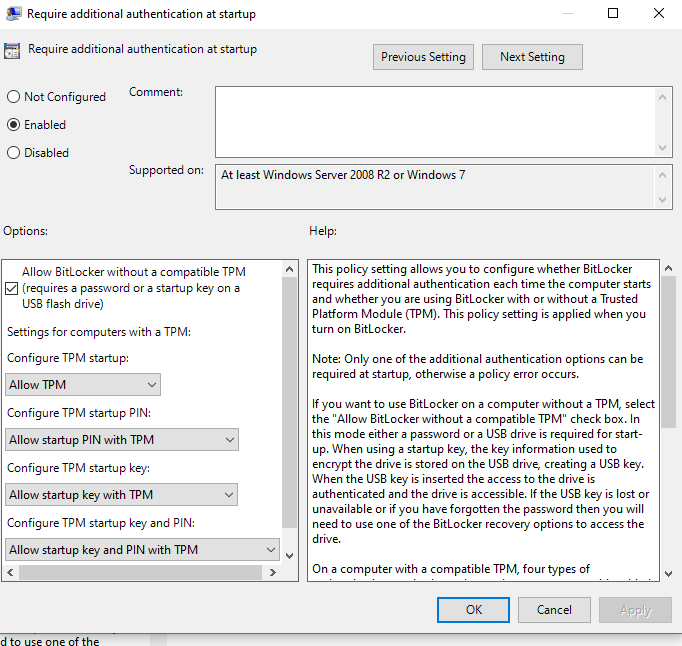 Require additional authentication at startup
Require additional authentication at startup
Previous Setting
Next Setting
Not Configured
Enabled
Disabled
Comment:
Supported on:
At least Windows Server 2008 R2 or Windows 7
Options:
Help:
Allow BitLocker without a compatible TPM
(requires a password or a startup key on a
USB flash drive)
Settings for computers with a TPM:
Configure TPM startup:
Allow TPM
Configure TPM startup PIN:
Allow startup PIN with TPM
Configure TPM startup key:
Allow startup key with TPM
Configure TPM startup key and PIN:
Allow startup key and PIN with TPM
This policy setting allows you to configure whether BitLocker
requires additional authentication each time the computer starts
and whether you are using BitLocker with or without a Trusted
Platform Module (TPM). This policy setting is applied when you
turn on BitLocker.
Note: Only one of the additional authentication options can be
required at startup, otherwise a policy error occurs.
If you want to use BitLocker on a computer without a TPM, select
the "Allow BitLocker without a compatible TPM" check box. In
this mode either a password or a USB drive is required for start-
up. When using a startup key, the key information used to
encrypt the drive is stored on the USB drive, creating a USB key.
When the USB key is inserted the access to the drive is
authenticated and the drive is accessible. If the USB key is lost or
unavailable or if you have forgotten the password then you will
need to use one of the BitLocker recovery options to access the
drive.
On a computer with a compatible TPM, four types of
OK
Cancel
Apply
d to use one of the